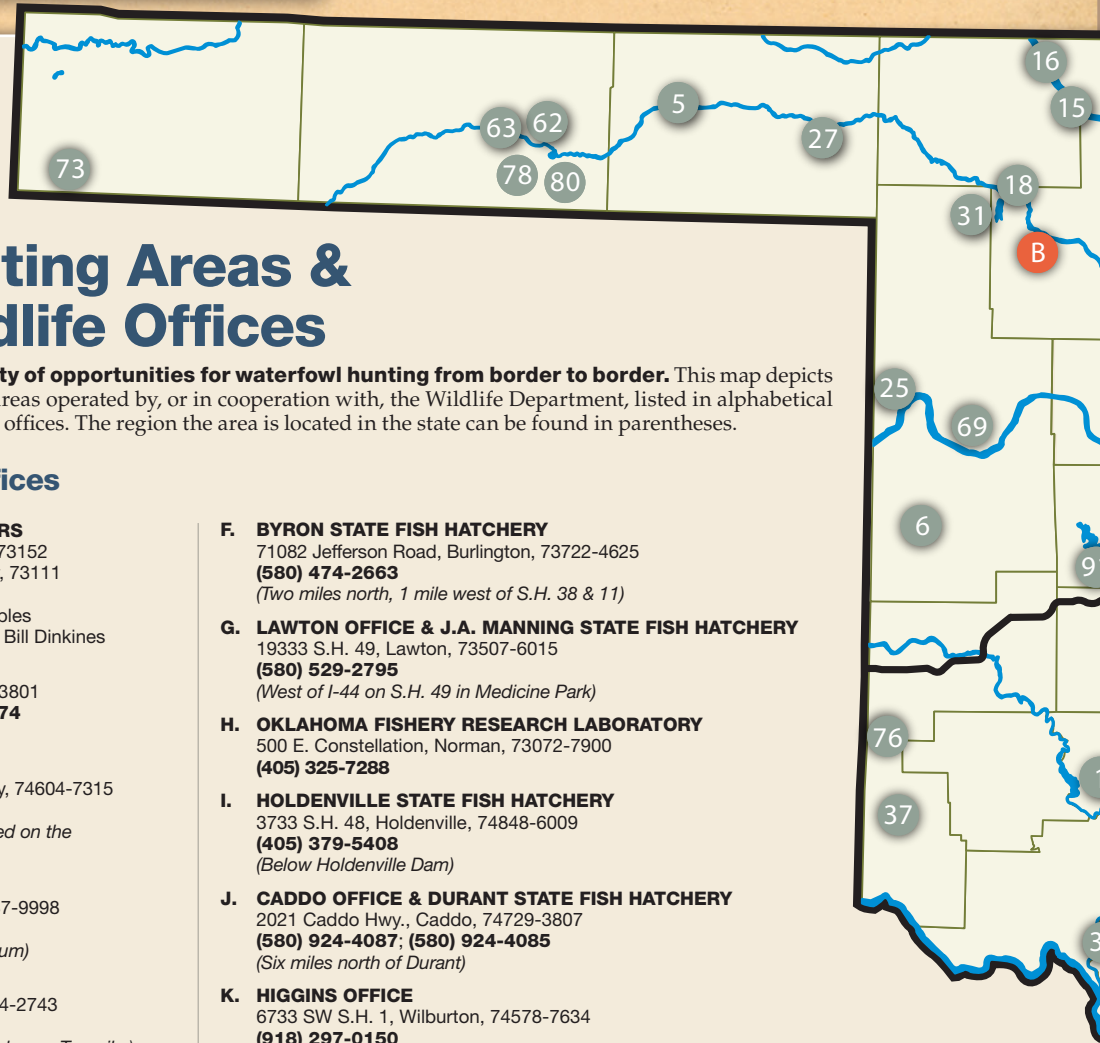 16
15
5
62
63
27
73
78
80
18
31
B
ting Areas &
dlife Offices
ty of opportunities for waterfowl hunting from border to border. This map depicts
reas operated by, or in cooperation with, the Wildlife Department, listed in alphabetical
offices. The region the area is located in the state can be found in parentheses.
25
69
6
9
76
37
1
3
fices
RS
73152
, 73111
ples
Bill Dinkines
3801
74
y, 74604-7315
ed on the
7-9998
um)
4-2743
F. BYRON STATE FISH HATCHERY
71082 Jefferson Road, Burlington, 73722-4625
(580) 474-2663
(Two miles north, 1 mile west of S.H. 38 & 11)
G. LAWTON OFFICE & J.A. MANNING STATE FISH HATCHERY
19333 S.H. 49, Lawton, 73507-6015
(580) 529-2795
(West of I-44 on S.H. 49 in Medicine Park)
H. OKLAHOMA FISHERY RESEARCH LABORATORY
500 E. Constellation, Norman, 73072-7900
(405) 325-7288
I. HOLDENVILLE STATE FISH HATCHERY
3733 S.H. 48, Holdenville, 74848-6009
(405) 379-5408
(Below Holdenville Dam)
J. CADDO OFFICE & DURANT STATE FISH HATCHERY
2021 Caddo Hwy., Caddo, 74729-3807
(580) 924-4087; (580) 924-4085
(Six miles north of Durant)
K. HIGGINS OFFICE
6733 SW S.H. 1, Wilburton, 74578-7634
(918) 297-0150